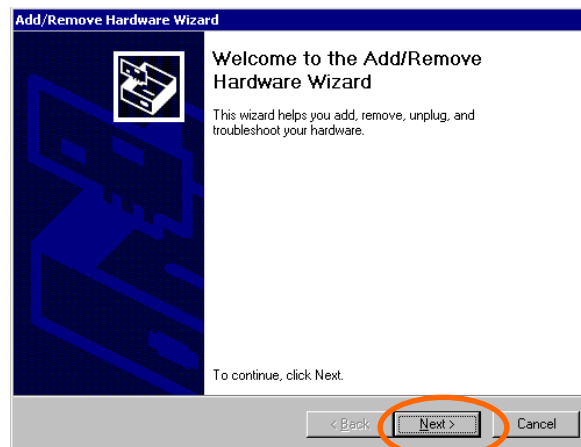 Add/Remove Hardware Wizard
Welcome to the Add/Remove
Hardware Wizard
This wizard helps you add, remove, unplug, and
troubleshoot your hardware.
To continue, click Next.
< Back Next > Cancel